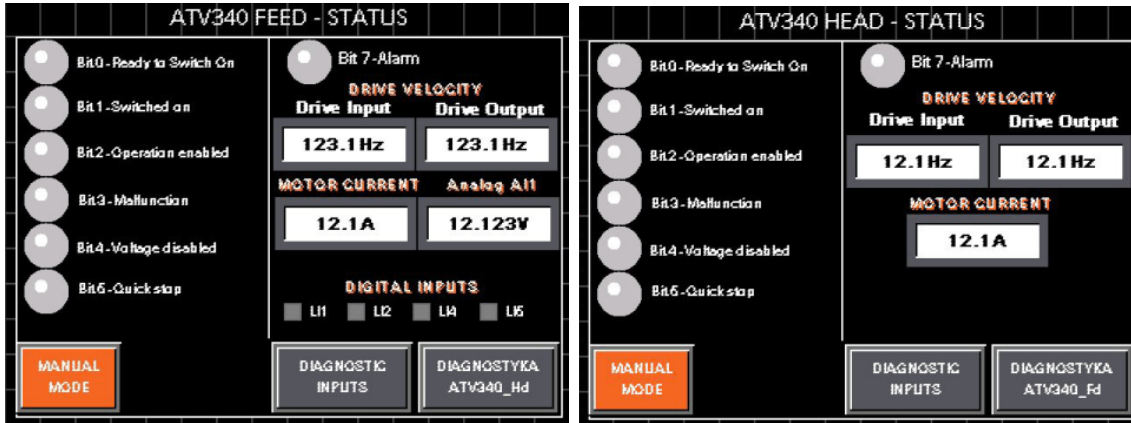 ATV340 FEED - STATUS
Bit0-Ready to Switch On
Bit1-Switched on
Bit2-Operation enabled
Bit3-Malfunction
Bit4-Voltage disabled
Bit5-Quick stop
Bit 7-Alarm
DRIVE VELOCITY
Drive Input Drive Output
123.1Hz 123.1Hz
MOTOR CURRENT Analog AI1
12.1A 12.123V
DIGITAL INPUTS
LI1 LI2 LI4 LI5
MANUAL
MODE
DIAGNOSTIC
INPUTS
DIAGNOSTYKA
ATV340_Hd
ATV340 HEAD - STATUS
Bit0-Ready to Switch On
Bit1-Switched on
Bit2-Operation enabled
Bit3-Malfunction
Bit4-Voltage disabled
Bit5-Quick stop
Bit 7-Alarm
DRIVE VELOCITY
Drive Input Drive Output
12.1Hz 12.1Hz
MOTOR CURRENT
12.1A
MANUAL
MODE
DIAGNOSTIC
INPUTS
DIAGNOSTYKA
ATV340_Fd